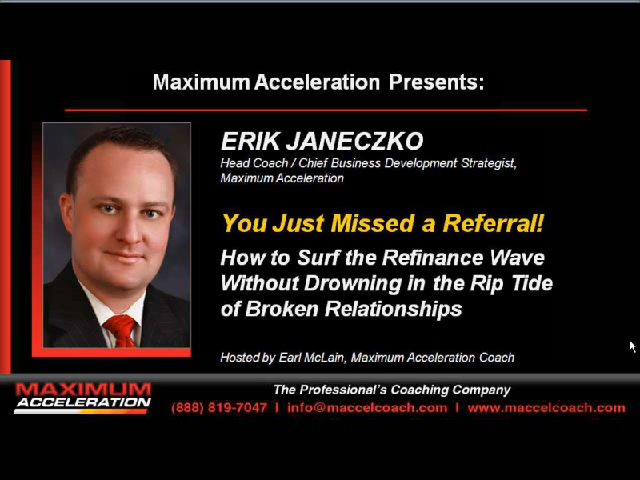 Maximum Acceleration Presents:
ERIK JANECZKO
Head Coach / Chief Business Development Strategist,
Maximum Acceleration
You Just Missed a Referral!
How to Surf the Refinance Wave
Without Drowning in the Rip Tide
of Broken Relationships
Hosted by Earl McLain, Maximum Acceleration Coach
MAXIMUM
ACCELERATION
The Professional's Coaching Company
(888) 819-7047 | info@maccelcoach.com | www.maccelcoach.com